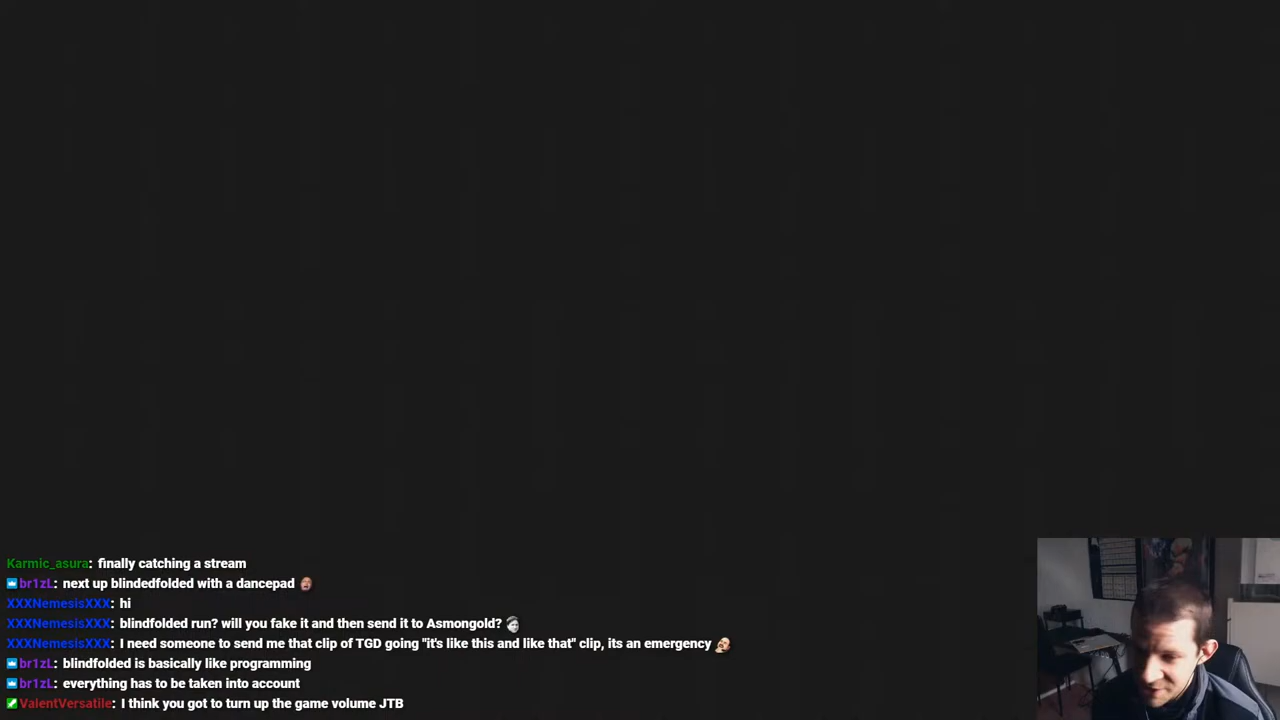 Karmic_asura: finally catching a stream
br1zL: next up blindedfolded with a dancepad
XXXNemesisXXX: hi
XXXNemesisXXX: blindfolded run? will you fake it and then send it to Asmongold?
XXXNemesisXXX: I need someone to send me that clip of TGD going "it's like this and like that" clip, its an emergency
br1zL: blindfolded is basically like programming
br1zL: everything has to be taken into account
ValentVersatile: I think you got to turn up the game volume JTB